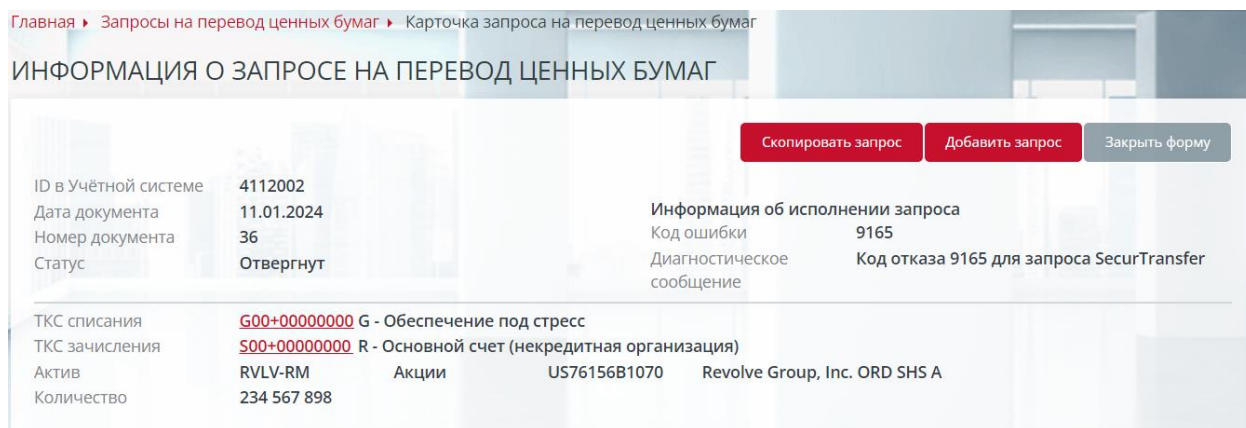 Главная ▸ Запросы на перевод ценных бумаг ▸ Карточка запроса на перевод ценных бумаг
ИНФОРМАЦИЯ О ЗАПРОСЕ НА ПЕРЕВОД ЦЕННЫХ БУМАГ
Скопировать запрос Добавить запрос Закрыть форму
ID в Учётной системе 4112002
Дата документа 11.01.2024
Номер документа 36
Статус Отвергнут
Информация об исполнении запроса
Код ошибки 9165
Диагностическое Код отказа 9165 для запроса SecurTransfer
сообщение
ТКС списания G00+00000000 G - Обеспечение под стресс
ТКС зачисления S00+00000000 R - Основной счет (некредитная организация)
Актив RVLV-RM Акции US76156B1070 Revolve Group, Inc. ORD SHS A
Количество 234 567 898